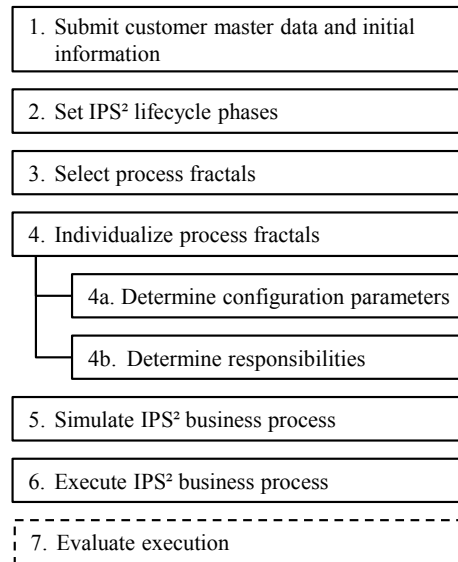 1. Submit customer master data and initial
information
2. Set IPS² lifecycle phases
3. Select process fractals
4. Individualize process fractals
4a. Determine configuration parameters
4b. Determine responsibilities
5. Simulate IPS² business process
6. Execute IPS² business process
7. Evaluate execution